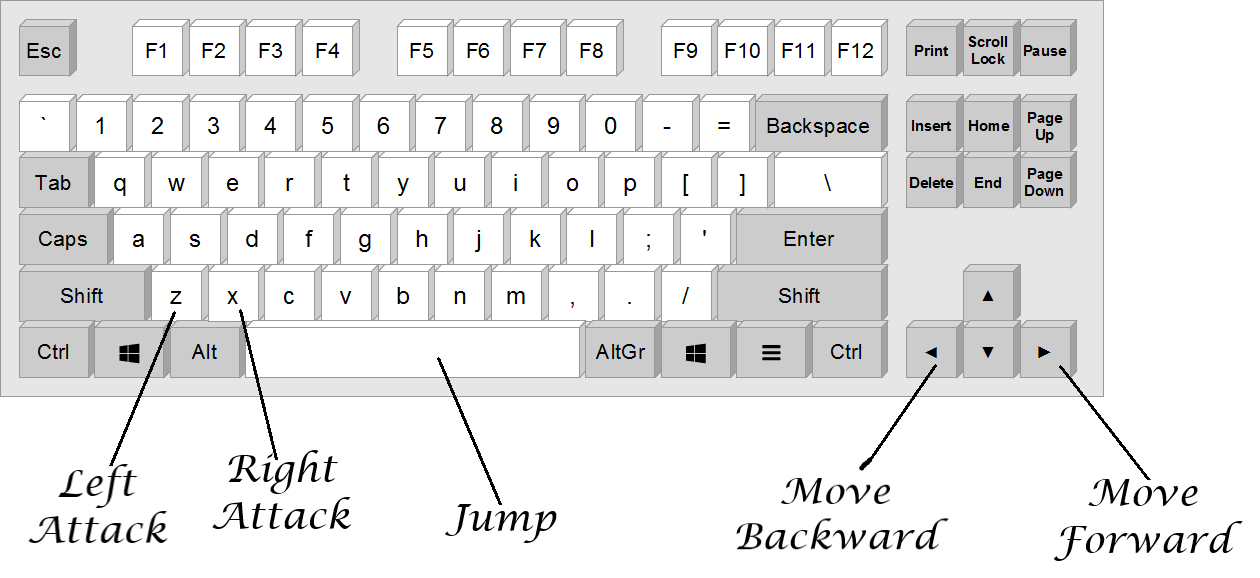 Esc F1 F2 F3 F4 F5 F6 F7 F8 F9 F10 F11 F12 Print Scroll Lock Pause
` 1 2 3 4 5 6 7 8 9 0 - = Backspace Insert Home Page Up
Tab q w e r t y u i o p [ ] \ Delete End Page Down
Caps a s d f g h j k l ; ' Enter
Shift z x c v b n m , . / Shift ▲
Ctrl Alt AltGr ☰ Ctrl ◄ ▼ ►
Left
Attack
Right
Attack
Jump
Move
Backward
Move
Forward